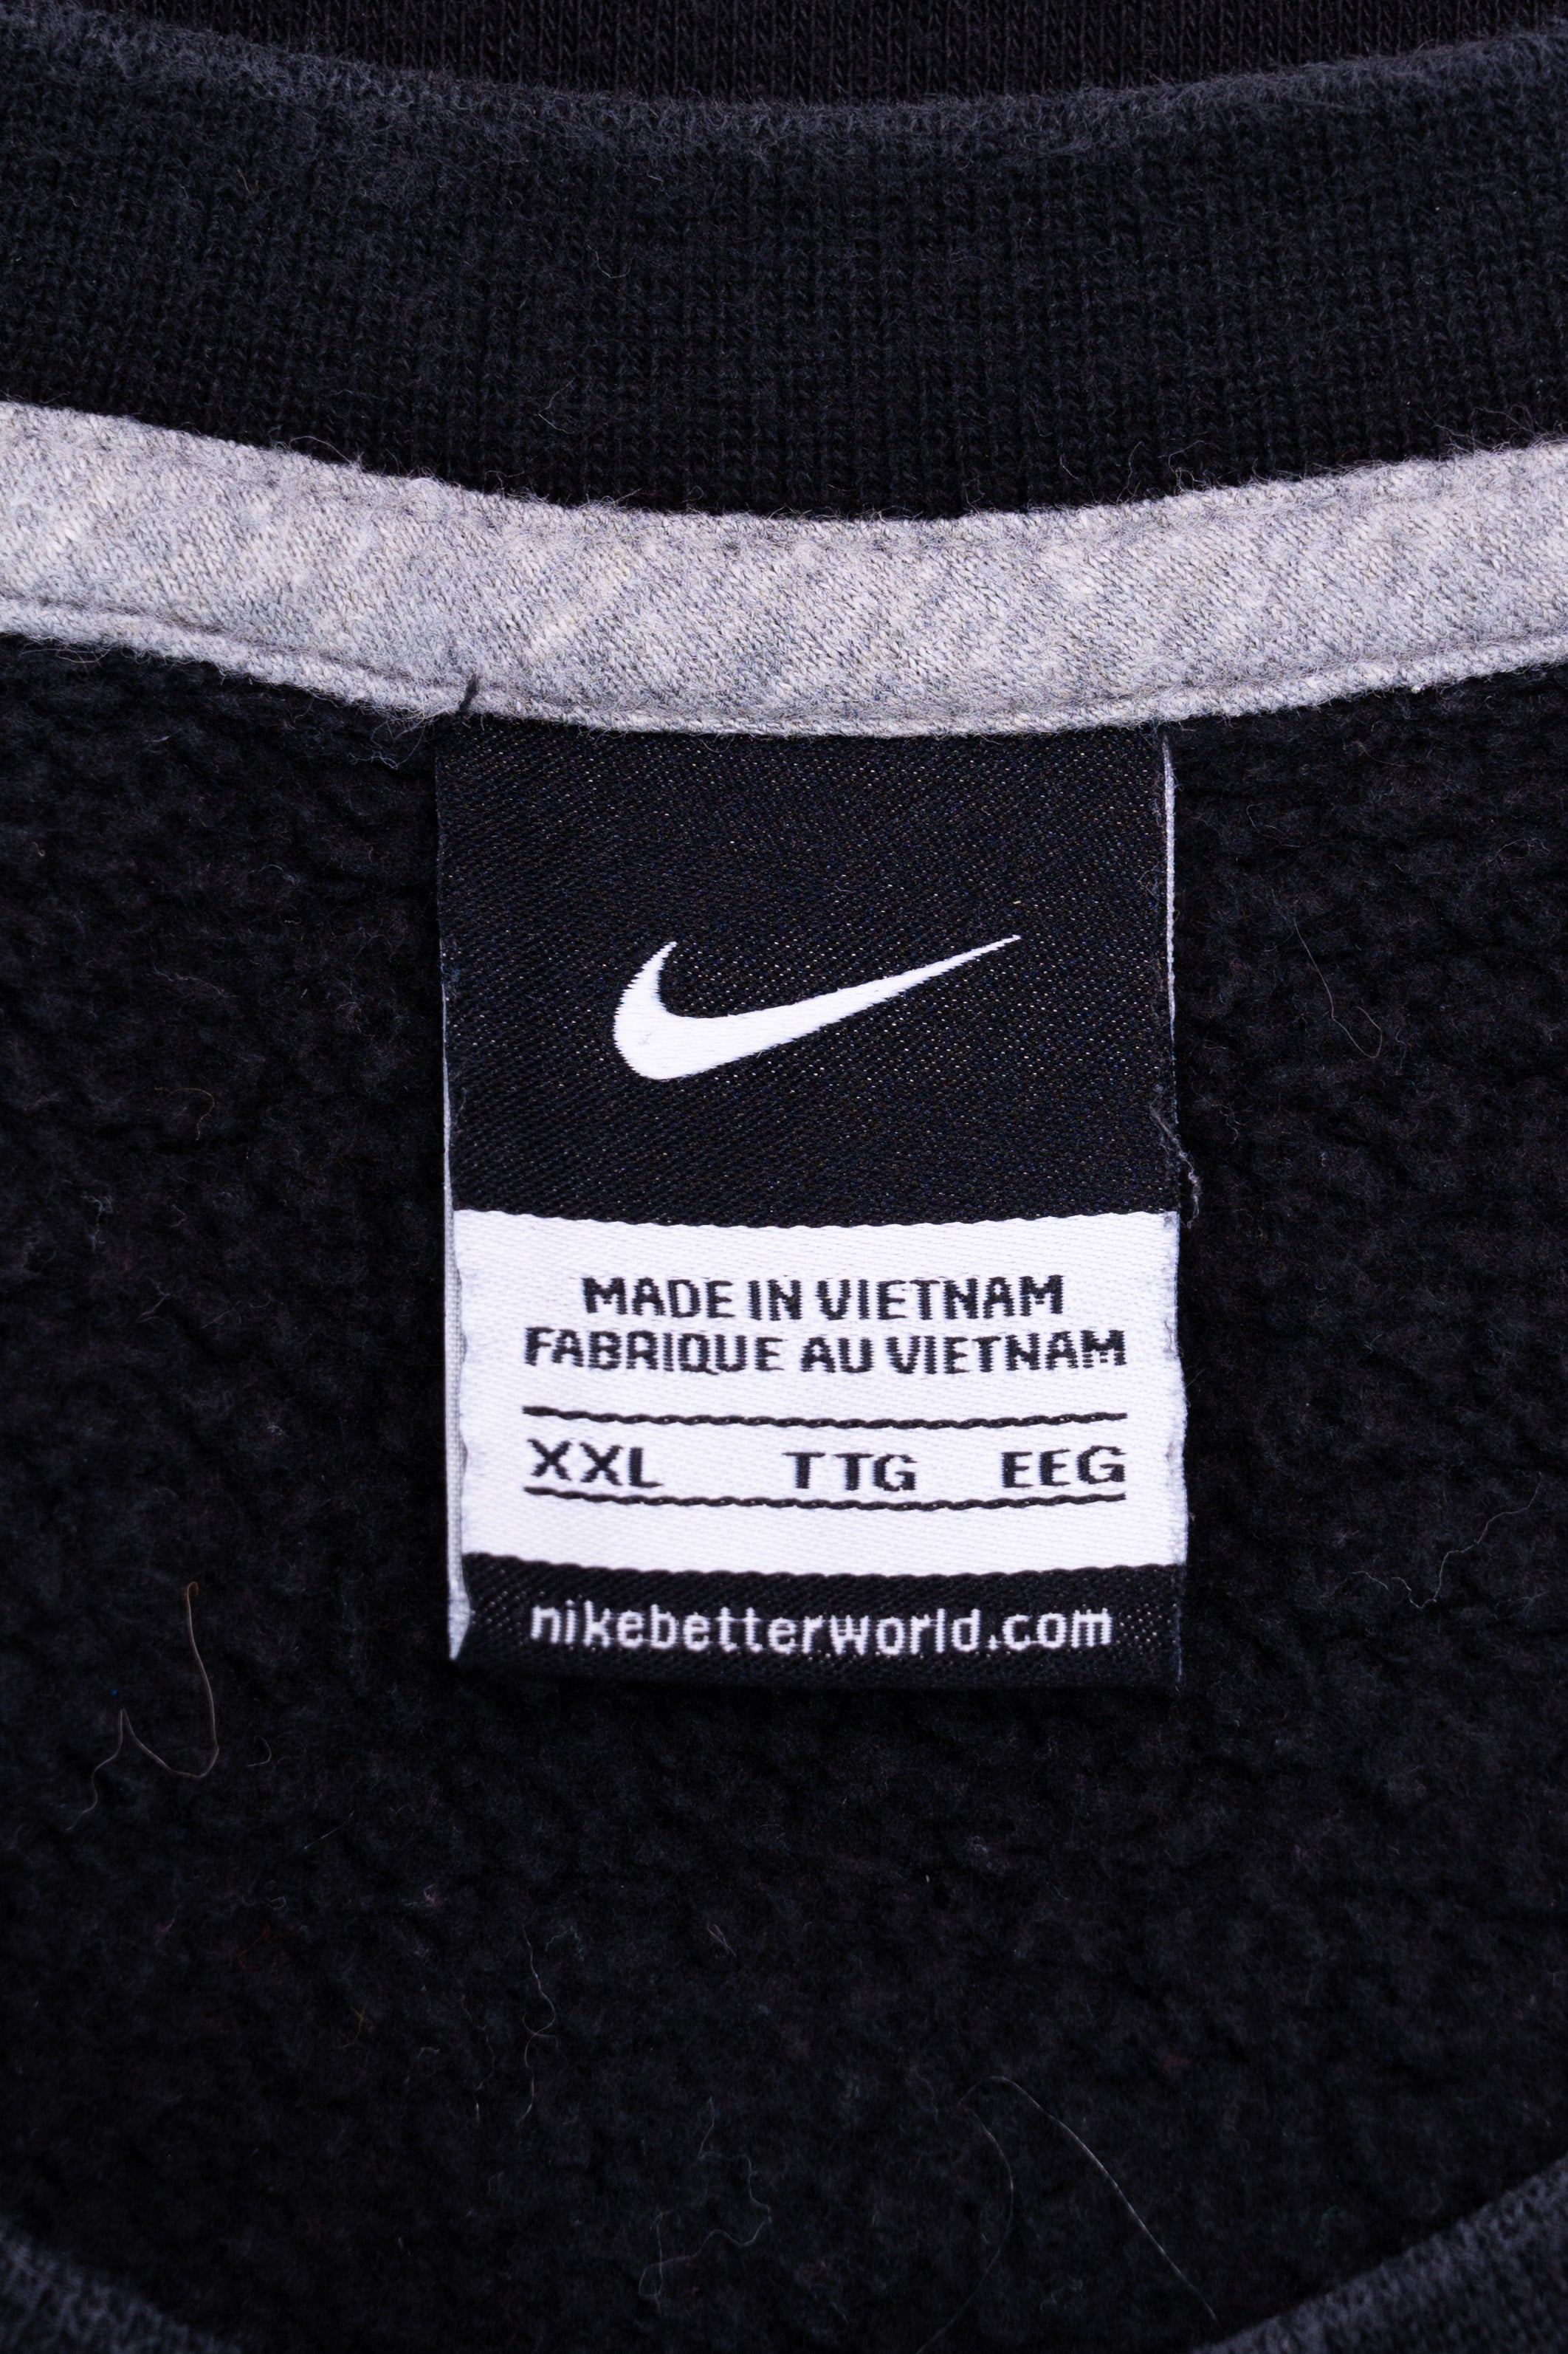 MADE IN VIETNAM
FABRIQUE AU VIETNAM
XXL TTG EEG
nikebetterworld.com